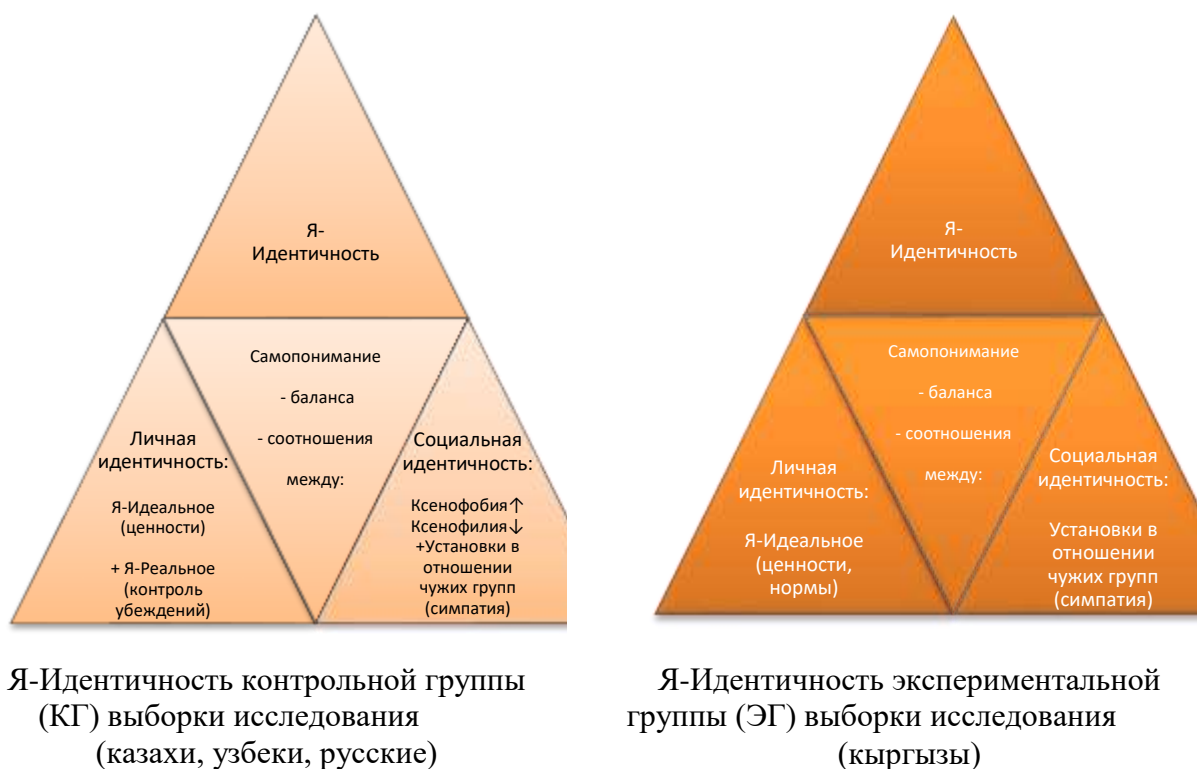 Я-
Идентичность
Самопонимание
- баланса
- соотношения
между:
Личная
идентичность:
Я-Идеальное
(ценности)
+ Я-Реальное
(контроль
убеждений)
Социальная
идентичность:
Ксенофобия↑
Ксенофилия↓
+Установки в
отношении
чужих групп
(симпатия)
Я-Идентичность контрольной группы
(КГ) выборки исследования
(казахи, узбеки, русские)
Я-
Идентичность
Самопонимание
- баланса
- соотношения
между:
Личная
идентичность:
Я-Идеальное
(ценности,
нормы)
Социальная
идентичность:
Установки в
отношении
чужих групп
(симпатия)
Я-Идентичность экспериментальной
группы (ЭГ) выборки исследования
(кыргызы)